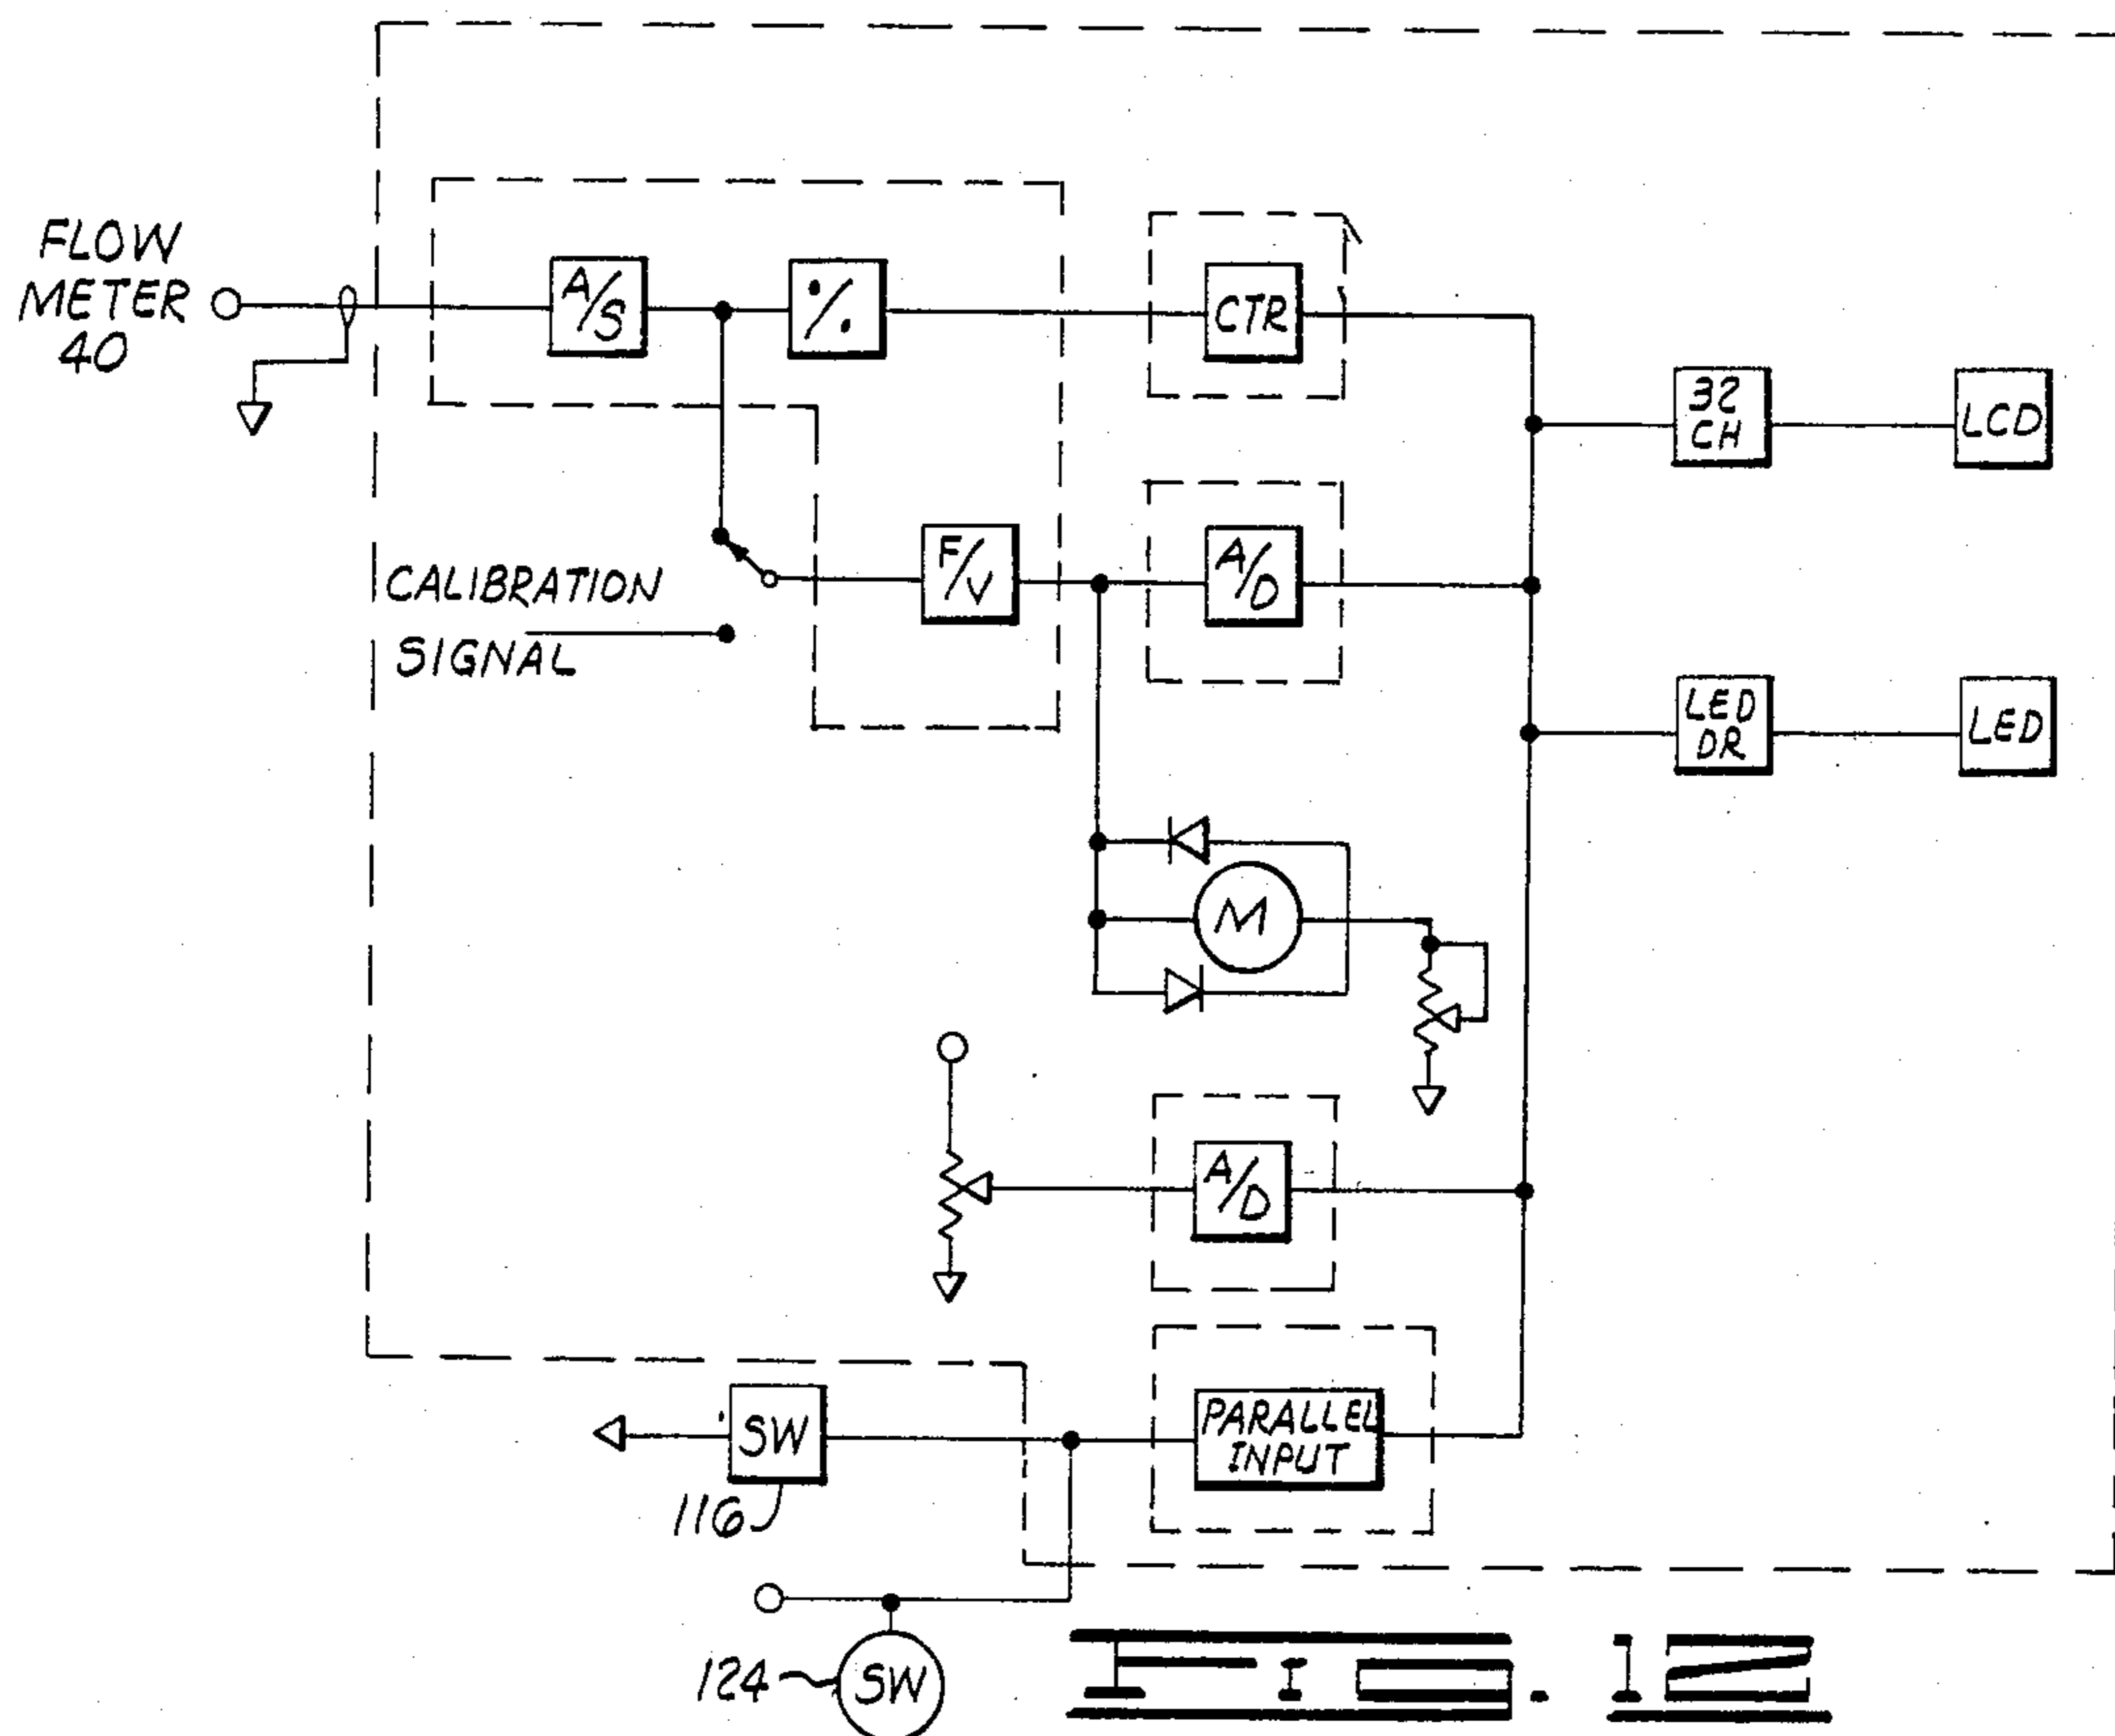 FLOW
METER
40
A/S
·/.
CTR
32
CH
LCD
CALIBRATION
SIGNAL
F/V
A/D
LED
DR
LED
M
A/D
SW
116
PARALLEL
INPUT
124
SW
FIG. 12